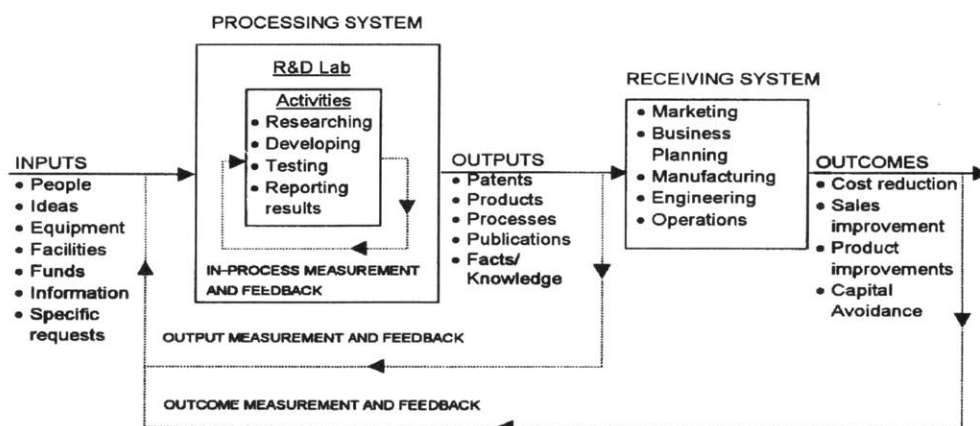 PROCESSING SYSTEM
R&D Lab
Activities
• Researching
• Developing
• Testing
• Reporting
results
IN-PROCESS MEASUREMENT
AND FEEDBACK
INPUTS
• People
• Ideas
• Equipment
• Facilities
• Funds
• Information
• Specific
requests
OUTPUTS
• Patents
• Products
• Processes
• Publications
• Facts/
Knowledge
RECEIVING SYSTEM
• Marketing
• Business
Planning
• Manufacturing
• Engineering
• Operations
OUTCOMES
• Cost reduction
• Sales
improvement
• Product
improvements
• Capital
Avoidance
OUTPUT MEASUREMENT AND FEEDBACK
OUTCOME MEASUREMENT AND FEEDBACK